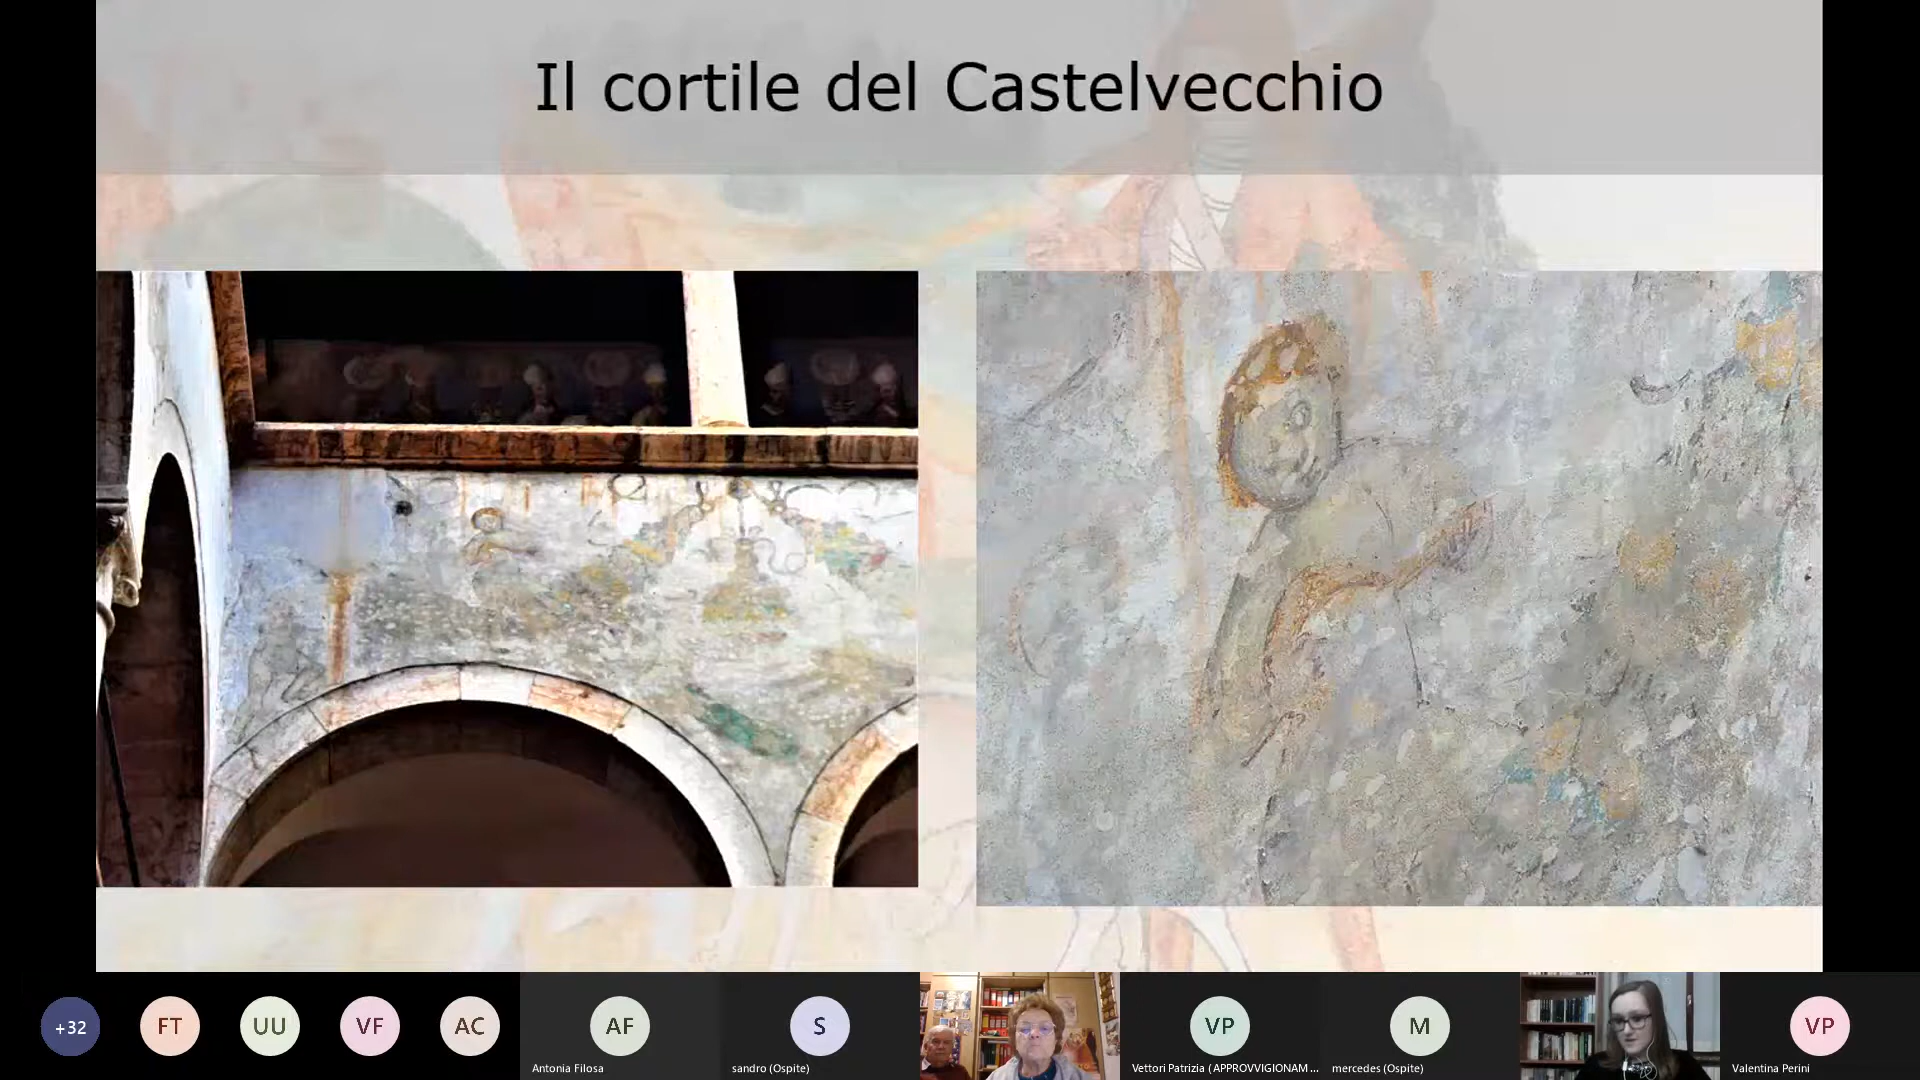 Il cortile del Castelvecchio
+32
FT
UU
VF
AC
AF
Antonia Filosa
S
sandro (Ospite)
VP
Vettori Patrizia ( APPROVVIGIONAM ...
M
mercedes (Ospite)
VP
Valentina Perini